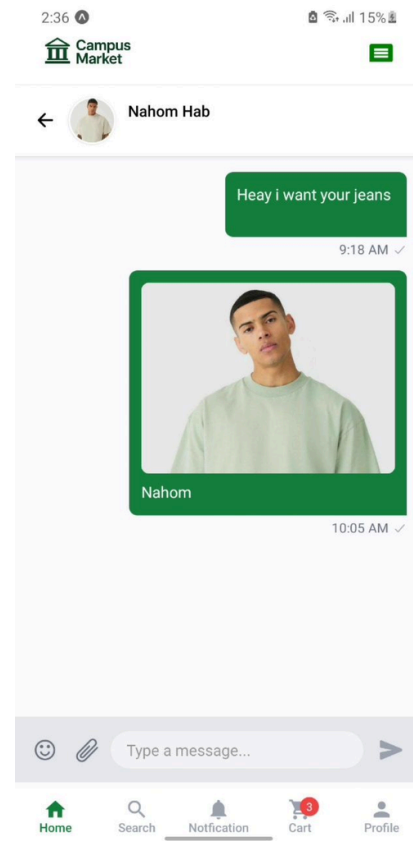 2:36
15%
Campus
Market
Nahom Hab
Heay i want your jeans
9:18 AM
Nahom
10:05 AM
Type a message...
3
Home Search Notfication Cart Profile